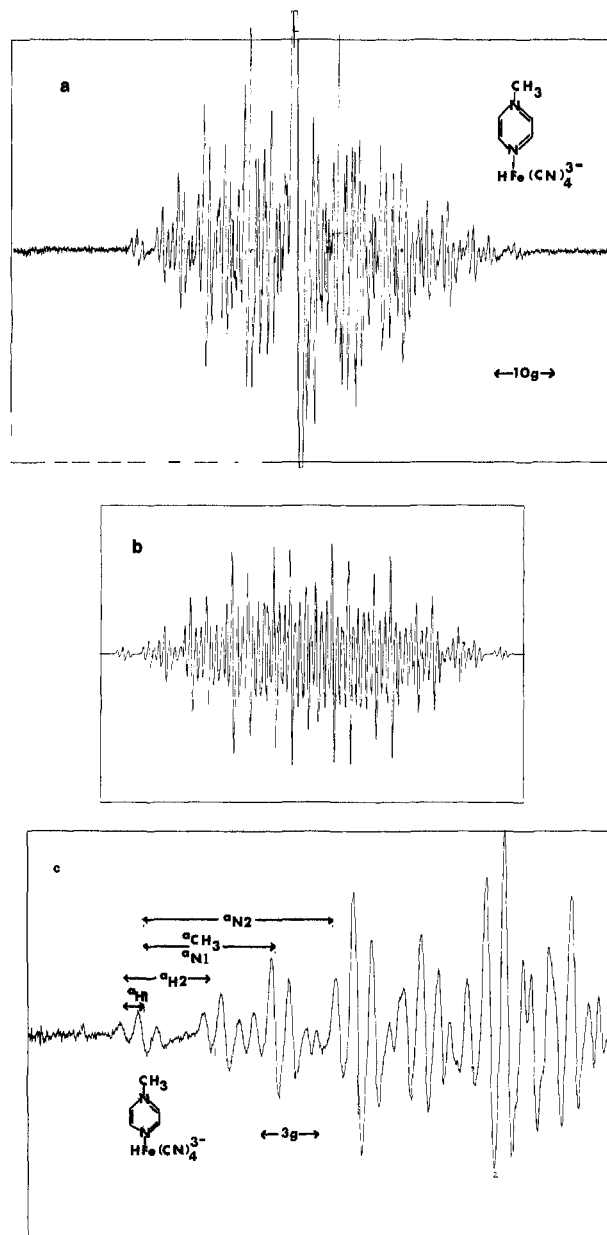 a
CH3
N
N
HFe(CN)4 3-
10g
b
c
aN2
aCH3
aN1
aH2
aH1
CH3
N
N
HFe(CN)4 3-
3g